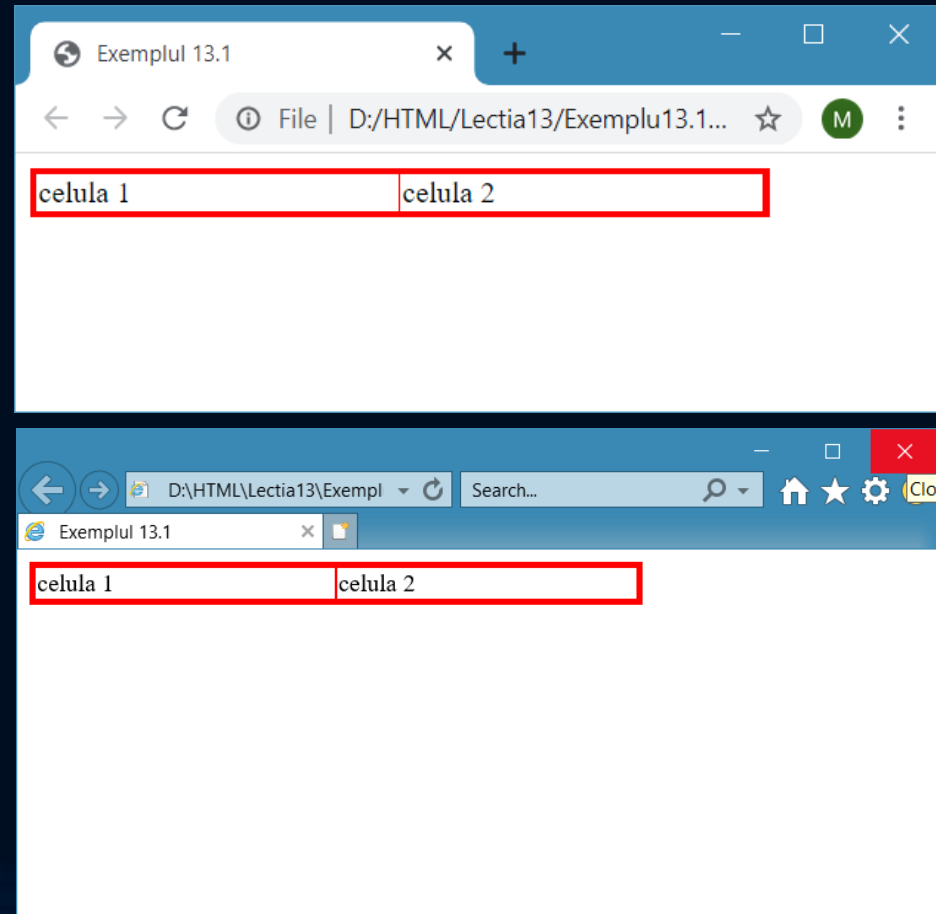 Exemplul 13.1
File | D:/HTML/Lectia13/Exemplu13.1...
M
celula 1 celula 2
D:\HTML\Lectia13\Exempl
Search...
Clo
Exemplul 13.1
celula 1 celula 2